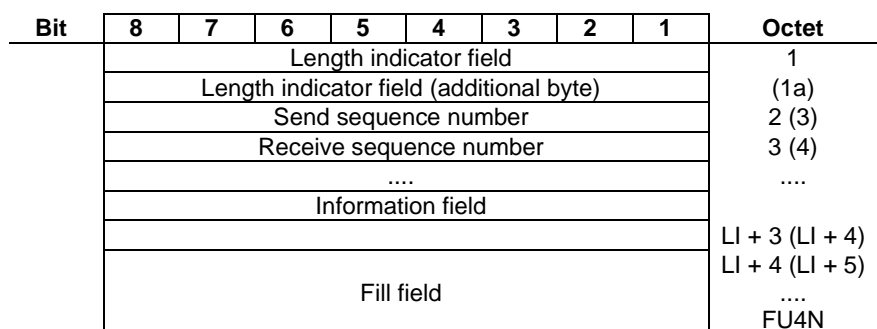 Bit 8 7 6 5 4 3 2 1 Octet
Length indicator field 1
Length indicator field (additional byte) (1a)
Send sequence number 2 (3)
Receive sequence number 3 (4)
.... ....
Information field
LI + 3 (LI + 4)
LI + 4 (LI + 5)
Fill field ....
FU4N